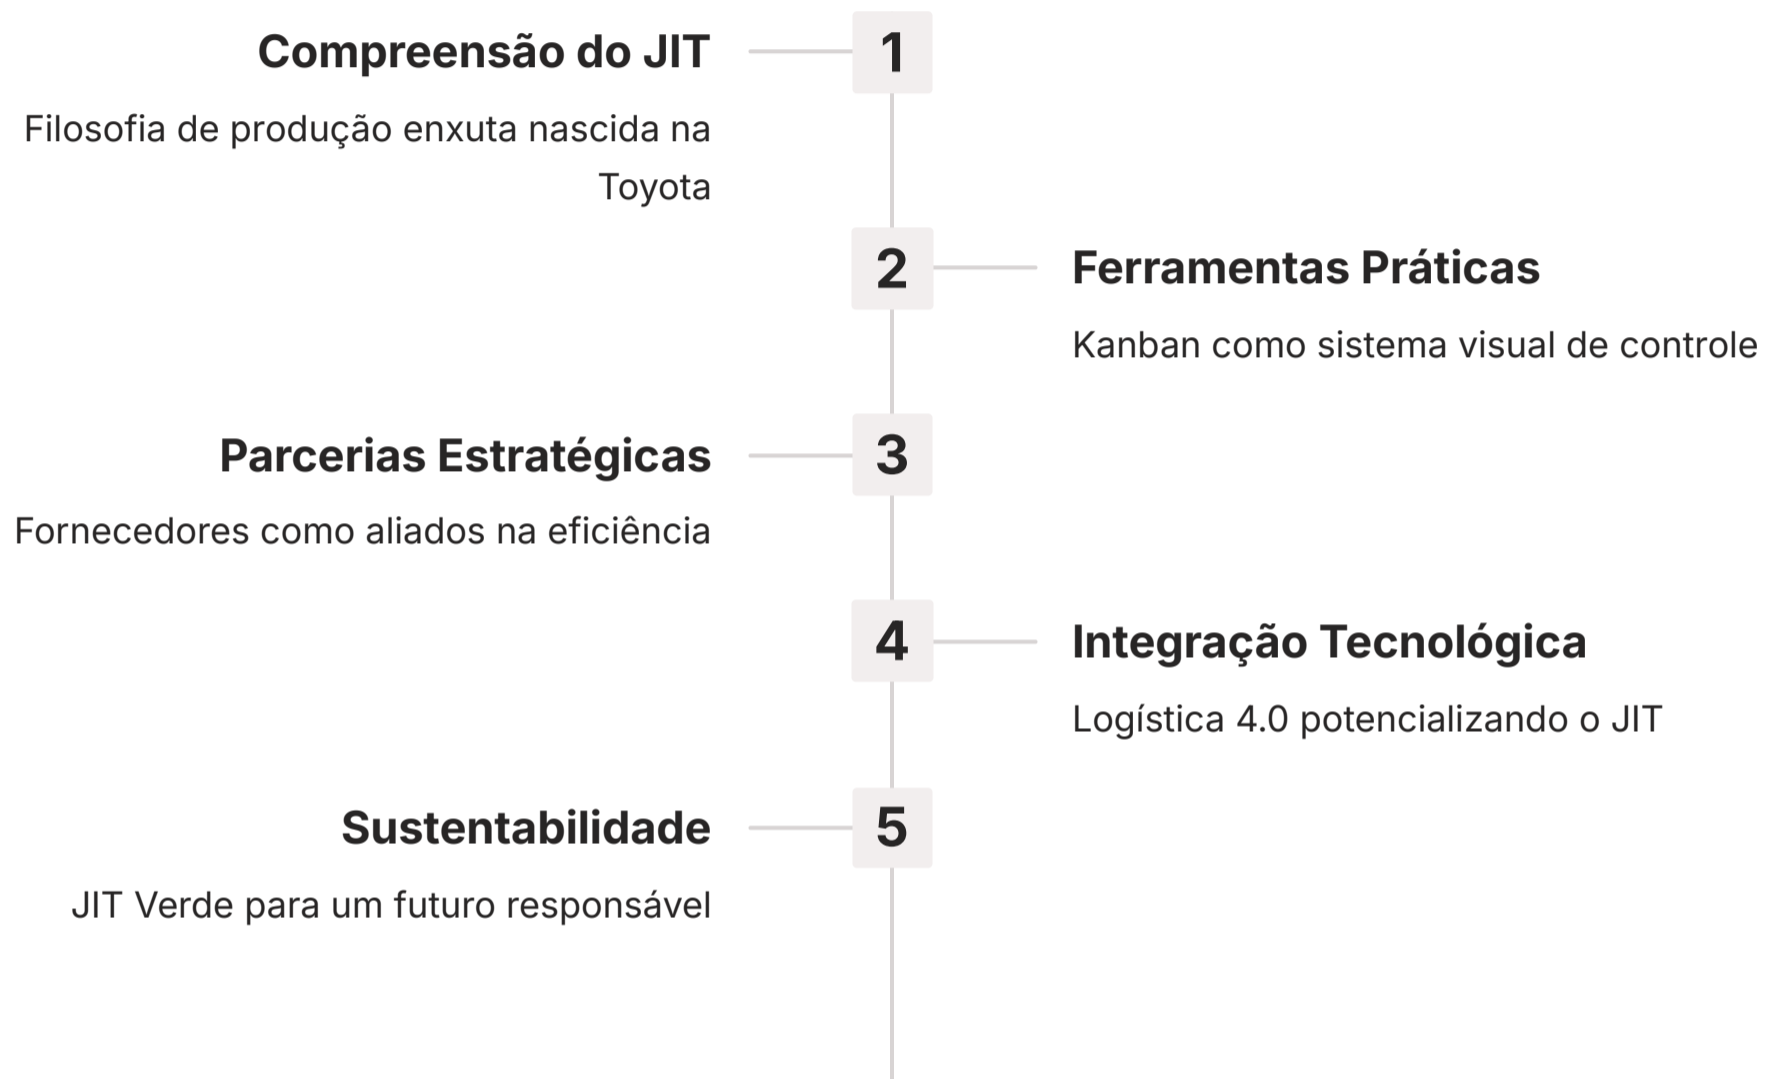 Compreensão do JIT
1
Filosofia de produção enxuta nascida na
Toyota
2
Ferramentas Práticas
Kanban como sistema visual de controle
Parcerias Estratégicas
3
Fornecedores como aliados na eficiência
4
Integração Tecnológica
Logística 4.0 potencializando o JIT
Sustentabilidade
5
JIT Verde para um futuro responsável